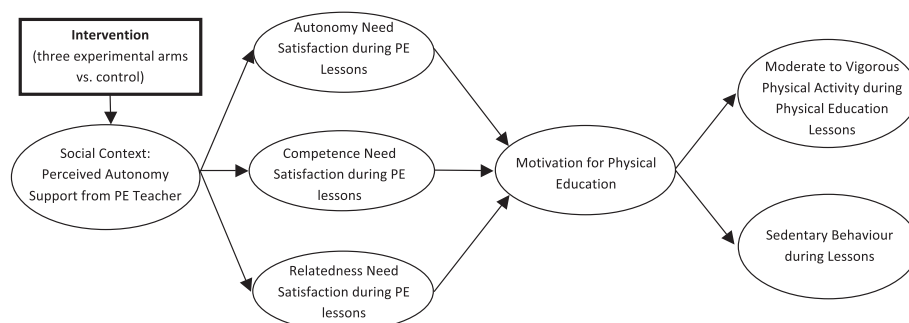 Intervention
(three experimental arms
vs. control)
Social Context:
Perceived Autonomy
Support from PE Teacher
Autonomy Need
Satisfaction during PE
Lessons
Competence Need
Satisfaction during PE
lessons
Relatedness Need
Satisfaction during PE
lessons
Motivation for Physical
Education
Moderate to Vigorous
Physical Activity during
Physical Education
Lessons
Sedentary Behaviour
during Lessons